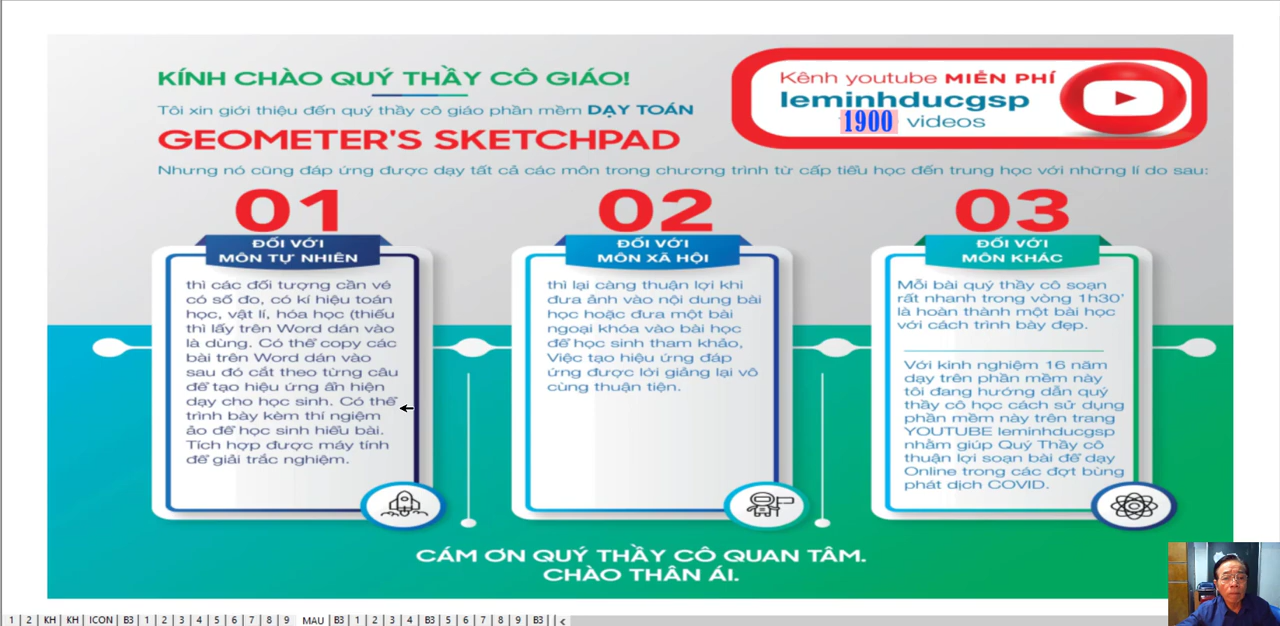 KÍNH CHÀO QUÝ THẦY CÔ GIÁO!
Tôi xin giới thiệu đến quý thầy cô giáo phần mềm DẠY TOÁN
GEOMETER'S SKETCHPAD
Nhưng nó cũng đáp ứng được dạy tất cả các môn trong chương trình từ cấp tiểu học đến trung học với những lí do sau:
Kênh youtube MIỄN PHÍ
leminhducgsp
1900 videos
01
ĐỐI VỚI
MÔN TỰ NHIÊN
thì các đối tượng cần vẽ
có số đo, có kí hiệu toán
học, vật lí, hóa học (thiếu
thì lấy trên Word dán vào
là dùng. Có thể copy các
bài trên Word dán vào
sau đó cắt theo từng câu
để tạo hiệu ứng ẩn hiện
dạy cho học sinh. Có thể
trình bày kèm thí ngiệm
ảo để học sinh hiểu bài.
Tích hợp được máy tính
để giải trắc nghiệm.
02
ĐỐI VỚI
MÔN XÃ HỘI
thì lại càng thuận lợi khi
đưa ảnh vào nội dung bài
học hoặc đưa một bài
ngoại khóa vào bài học
để học sinh tham khảo,
Việc tạo hiệu ứng đáp
ứng được lời giảng lại vô
cùng thuận tiện.
03
ĐỐI VỚI
MÔN KHÁC
Mỗi bài quý thầy cô soạn
rất nhanh trong vòng 1h30'
là hoàn thành một bài học
với cách trình bày đẹp.
Với kinh nghiệm 16 năm
dạy trên phần mềm này
tôi đang hướng dẫn quý
thầy cô học cách sử dụng
phần mềm này trên trang
YOUTUBE leminhducgsp
nhằm giúp Quý Thầy cô
thuận lợi soạn bài để dạy
Online trong các đợt bùng
phát dịch COVID.
CÁM ƠN QUÝ THẦY CÔ QUAN TÂM.
CHÀO THÂN ÁI.
1 2 KH KH ICON B3 1 2 3 4 5 6 7 8 9 MAU B3 1 2 3 4 B3 5 6 7 8 9 B3